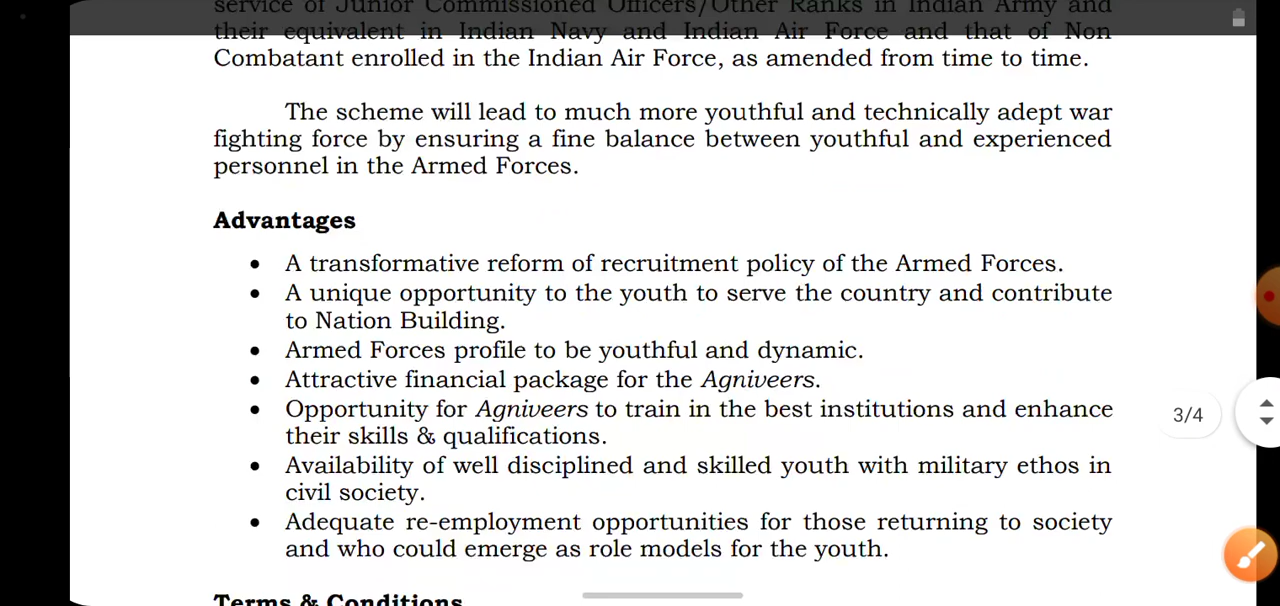 service of Junior Commissioned Officers/Other Ranks in Indian Army and
their equivalent in Indian Navy and Indian Air Force and that of Non
Combatant enrolled in the Indian Air Force, as amended from time to time.
The scheme will lead to much more youthful and technically adept war
fighting force by ensuring a fine balance between youthful and experienced
personnel in the Armed Forces.
Advantages
• A transformative reform of recruitment policy of the Armed Forces.
• A unique opportunity to the youth to serve the country and contribute
to Nation Building.
• Armed Forces profile to be youthful and dynamic.
• Attractive financial package for the Agniveers.
• Opportunity for Agniveers to train in the best institutions and enhance
their skills & qualifications.
• Availability of well disciplined and skilled youth with military ethos in
civil society.
• Adequate re-employment opportunities for those returning to society
and who could emerge as role models for the youth.
Terms & Conditions
3/4